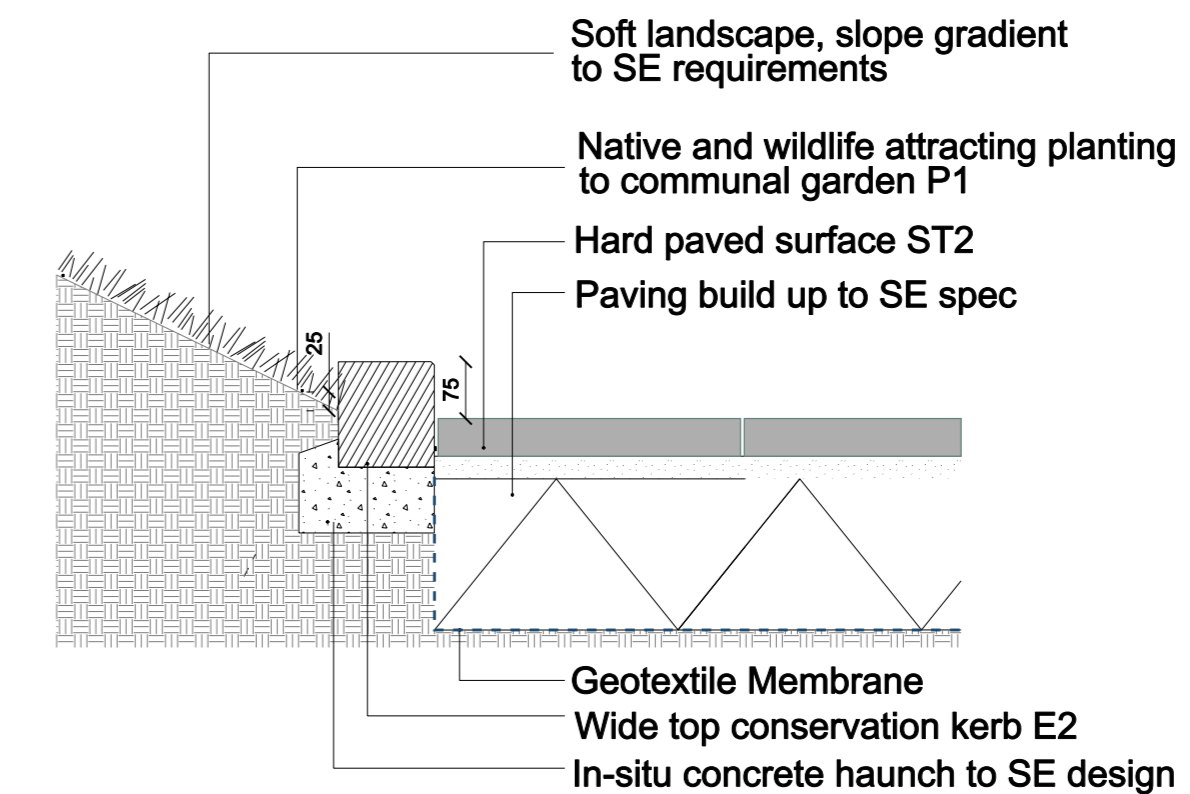 Soft landscape, slope gradient
to SE requirements
Native and wildlife attracting planting
to communal garden P1
Hard paved surface ST2
Paving build up to SE spec
25
75
Geotextile Membrane
Wide top conservation kerb E2
In-situ concrete haunch to SE design